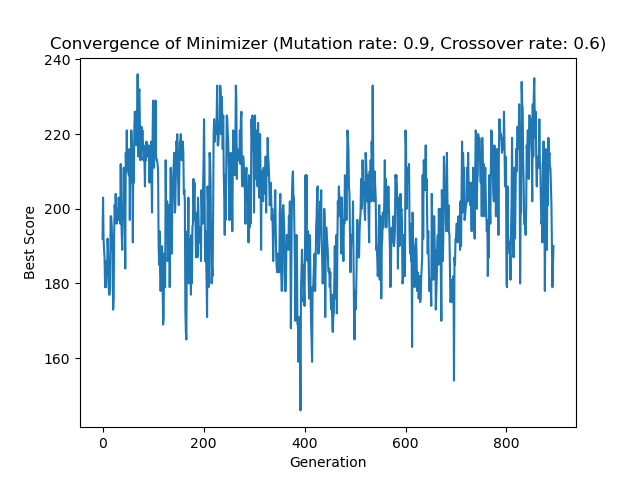 Convergence of Minimizer (Mutation rate: 0.9, Crossover rate: 0.6)
240
220
200
180
160
Best Score
0 200 400 600 800
Generation